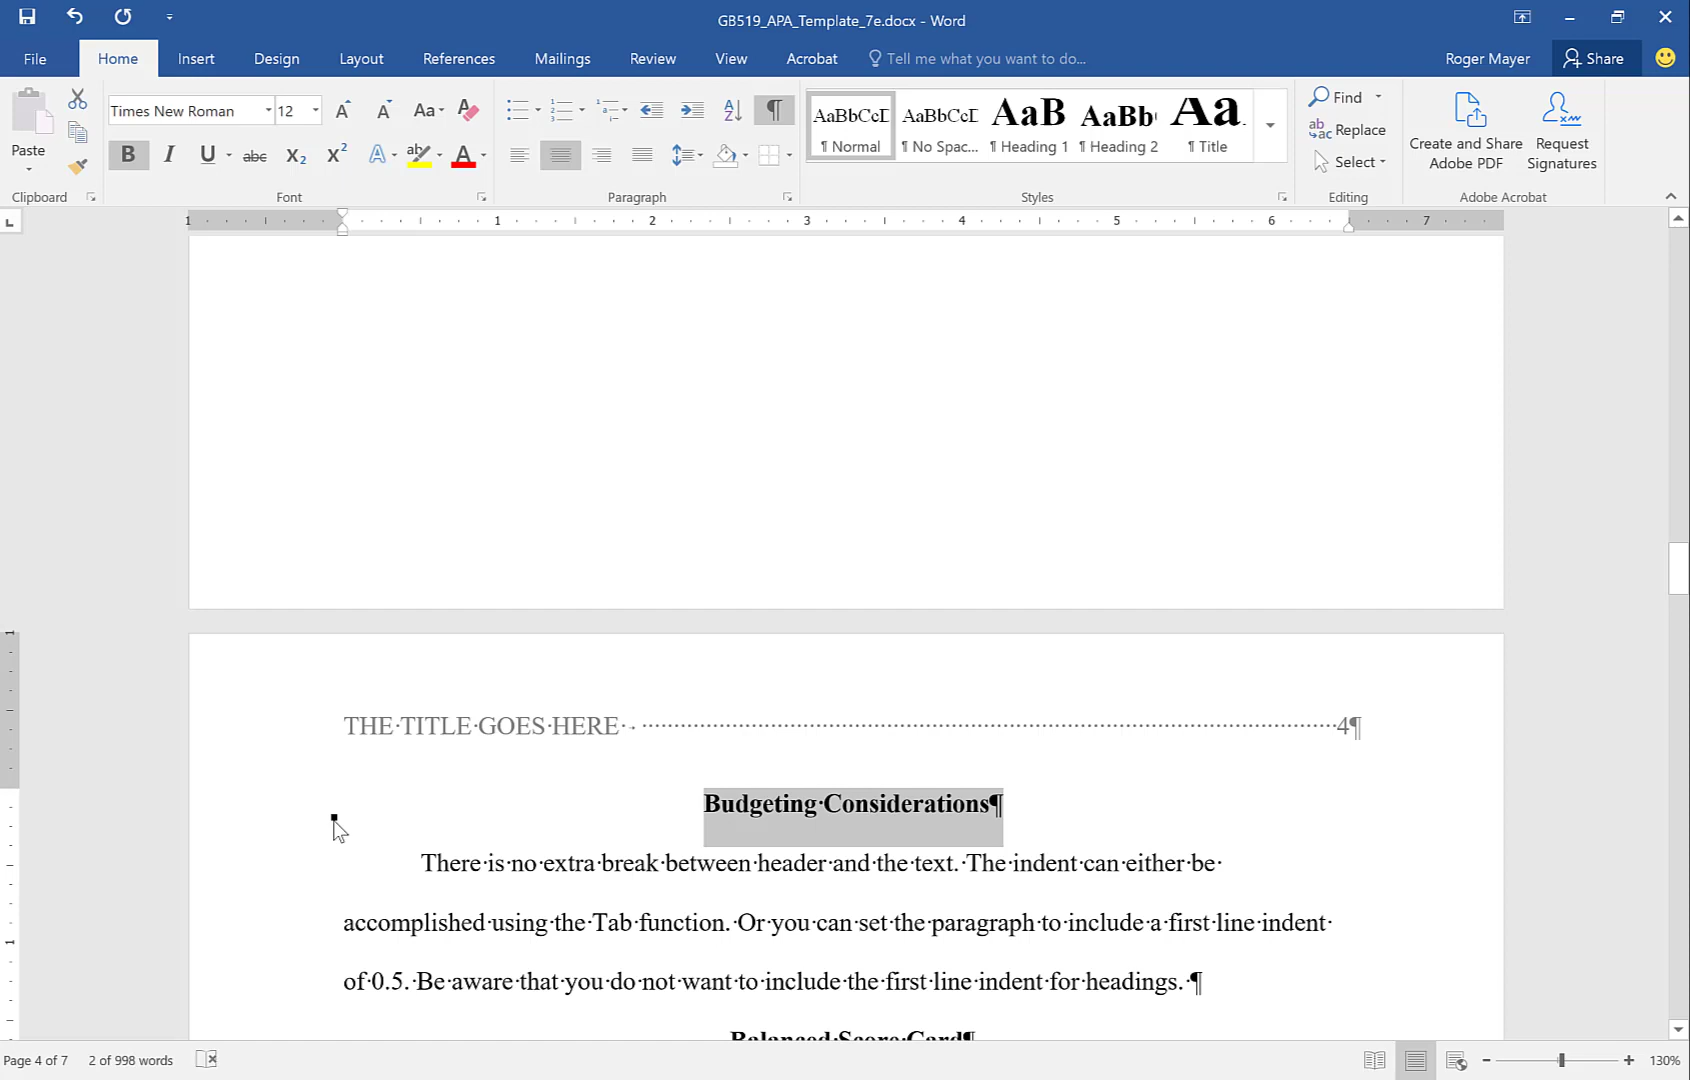 GB519_APA_Template_7e.docx - Word
File Home Insert Design Layout References Mailings Review View Acrobat Tell me what you want to do... Roger Mayer Share
Times New Roman 12 Aa
Paste
B I U abc X2 X2 A ab A
AaBbCcD AaBbCcD AaB AaBb Aa
¶ Normal ¶ No Spac... ¶ Heading 1 ¶ Heading 2 ¶ Title
Find
Replace
Select
Create and Share Adobe PDF
Request Signatures
Clipboard Font Paragraph Styles Editing Adobe Acrobat
1 1 2 3 4 5 6 7
THE·TITLE·GOES·HERE· 4¶
Budgeting·Considerations¶
There·is·no·extra·break·between·header·and·the·text.·The·indent·can·either·be·
accomplished·using·the·Tab·function.·Or·you·can·set·the·paragraph·to·include·a·first·line·indent·
of·0.5.·Be·aware·that·you·do·not·want·to·include·the·first·line·indent·for·headings.·¶
Balanced·Score·Card¶
Page 4 of 7 2 of 998 words 130%